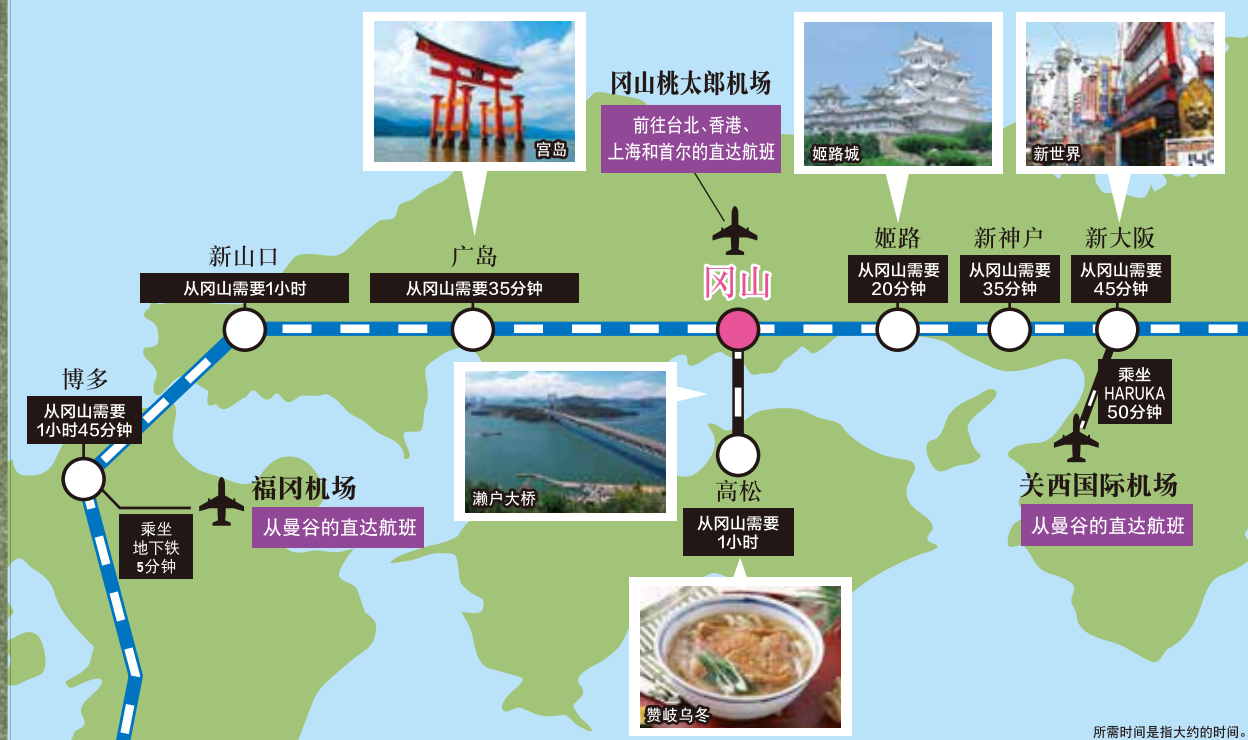 宫岛
冈山桃太郎机场
前往台北、香港、
上海和首尔的直达航班
姬路城
新世界
新山口
从冈山需要1小时
广岛
从冈山需要35分钟
冈山
姬路
从冈山需要
20分钟
新神户
从冈山需要
35分钟
新大阪
从冈山需要
45分钟
乘坐
HARUKA
50分钟
博多
从冈山需要
1小时45分钟
福冈机场
从曼谷的直达航班
乘坐
地下铁
5分钟
濑户大桥
高松
从冈山需要
1小时
关西国际机场
从曼谷的直达航班
赞岐乌冬
所需时间是指大约的时间。